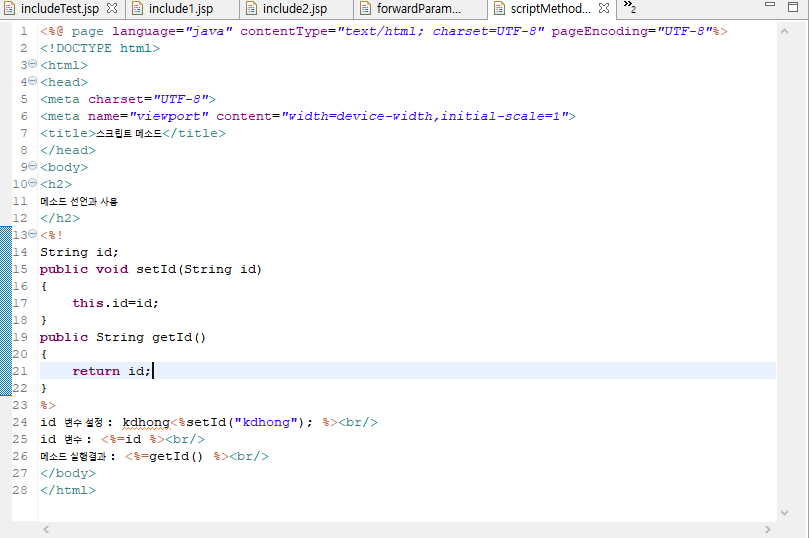 includeTest.jsp include1.jsp include2.jsp forwardParam... scriptMethod... »2
1 <%@ page language="java" contentType="text/html; charset=UTF-8" pageEncoding="UTF-8"%>
2 <!DOCTYPE html>
3 <html>
4 <head>
5 <meta charset="UTF-8">
6 <meta name="viewport" content="width=device-width,initial-scale=1">
7 <title>스크립트 메소드</title>
8 </head>
9 <body>
10 <h2>
11 메소드 선언과 사용
12 </h2>
13 <%!
14 String id;
15 public void setId(String id)
16 {
17     this.id=id;
18 }
19 public String getId()
20 {
21     return id;
22 }
23 %>
24 id 변수 설정 : kdhong<%setId("kdhong"); %><br/>
25 id 변수 : <%=id %><br/>
26 메소드 실행결과 : <%=getId() %><br/>
27 </body>
28 </html>